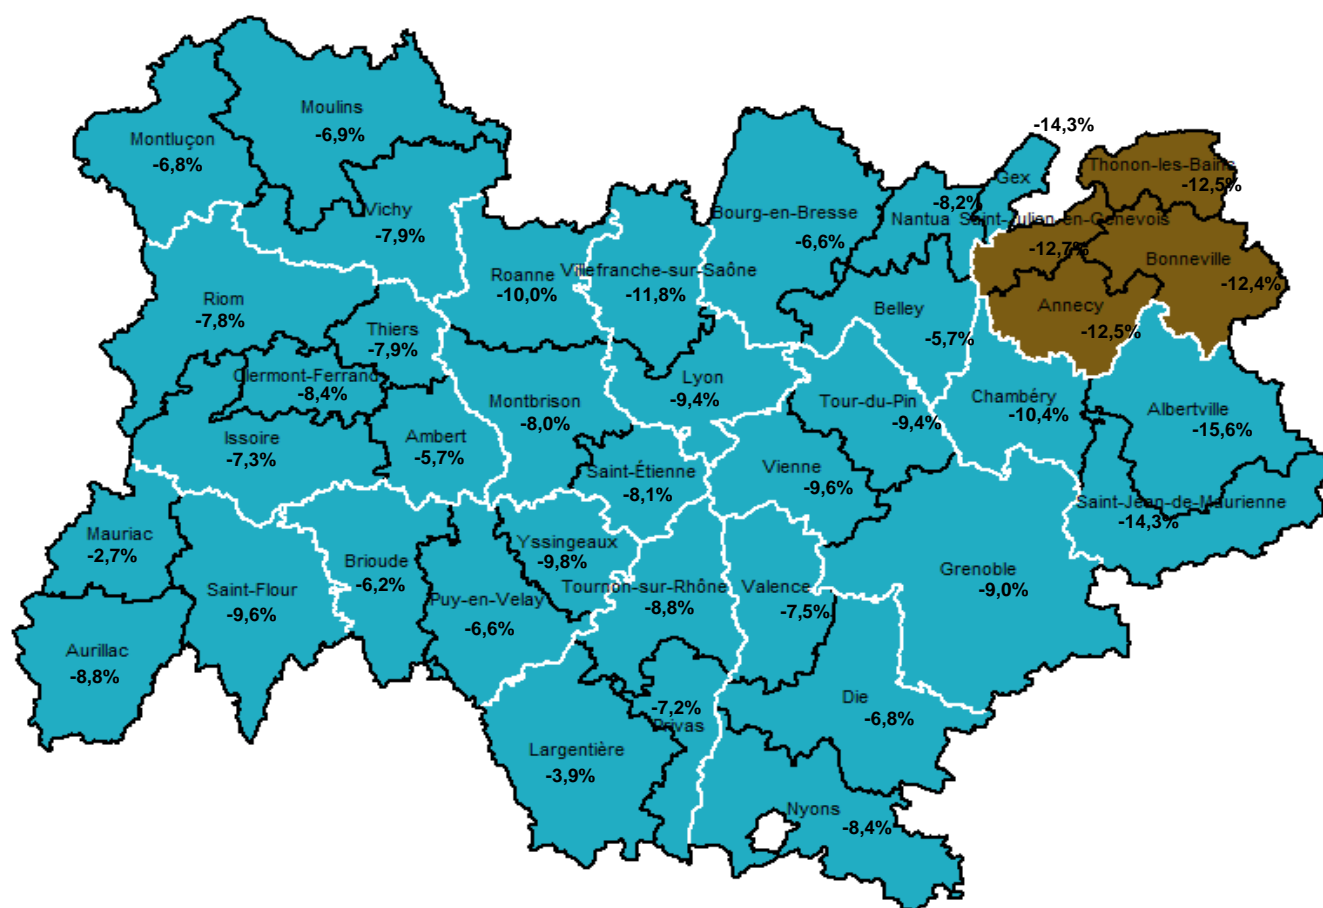 Moulins
-6,9%
Montluçon
-6,8%
-14,3%
Gex
Thonon-les-Bains
-12,5%
Vichy
-7,9%
Bourg-en-Bresse
-6,6%
-8,2%
Nantua
Saint-Julien-en-Genevois
-12,7%
Bonneville
-12,4%
Roanne
-10,0%
Villefranche-sur-Saône
-11,8%
Riom
-7,8%
Thiers
-7,9%
Belley
-5,7%
Annecy
-12,5%
Clermont-Ferrand
-8,4%
Lyon
-9,4%
Montbrison
-8,0%
Tour-du-Pin
-9,4%
Chambéry
-10,4%
Albertville
-15,6%
Issoire
-7,3%
Ambert
-5,7%
Saint-Étienne
-8,1%
Vienne
-9,6%
Saint-Jean-de-Maurienne
-14,3%
Mauriac
-2,7%
Saint-Flour
-9,6%
Brioude
-6,2%
Yssingeaux
-9,8%
Puy-en-Velay
-6,6%
Tournon-sur-Rhône
-8,8%
Valence
-7,5%
Grenoble
-9,0%
Aurillac
-8,8%
-7,2%
Privas
Die
-6,8%
Largentière
-3,9%
Nyons
-8,4%